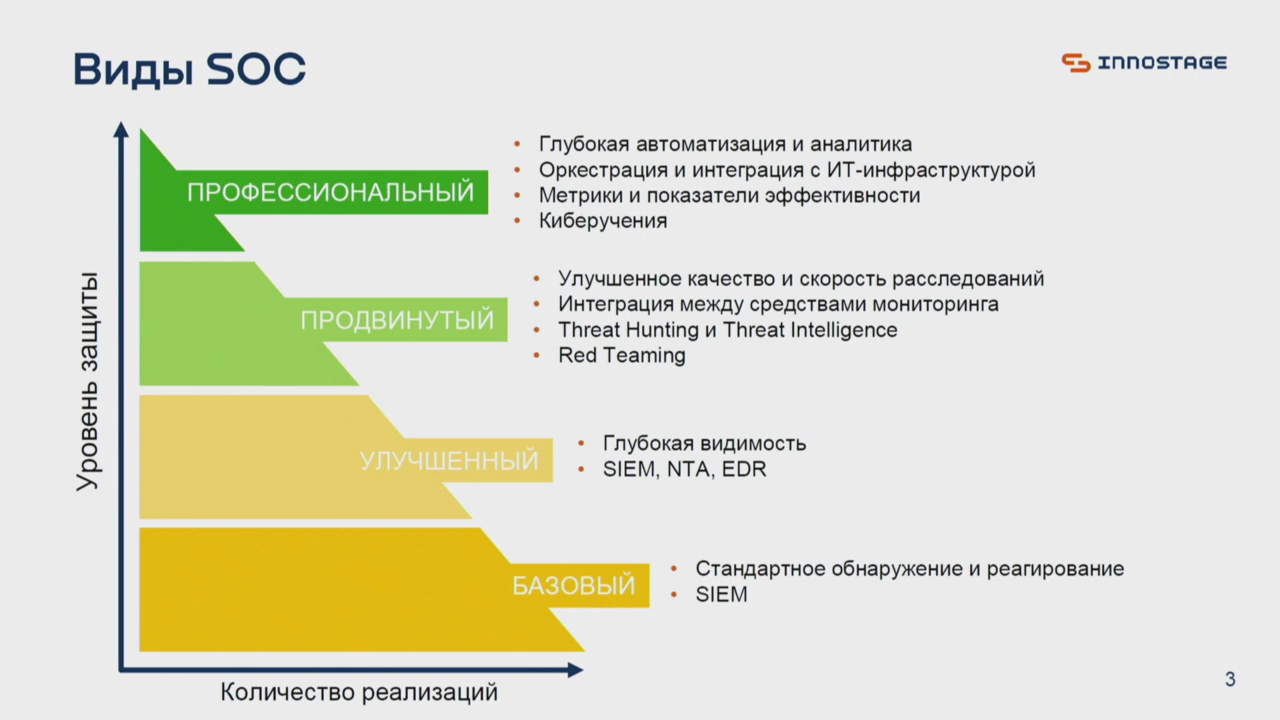 Виды SOC
INNOSTAGE
Уровень защиты
ПРОФЕССИОНАЛЬНЫЙ
• Глубокая автоматизация и аналитика
• Оркестрация и интеграция с ИТ-инфраструктурой
• Метрики и показатели эффективности
• Киберучения
ПРОДВИНУТЫЙ
• Улучшенное качество и скорость расследований
• Интеграция между средствами мониторинга
• Threat Hunting и Threat Intelligence
• Red Teaming
УЛУЧШЕННЫЙ
• Глубокая видимость
• SIEM, NTA, EDR
БАЗОВЫЙ
• Стандартное обнаружение и реагирование
• SIEM
Количество реализаций
3